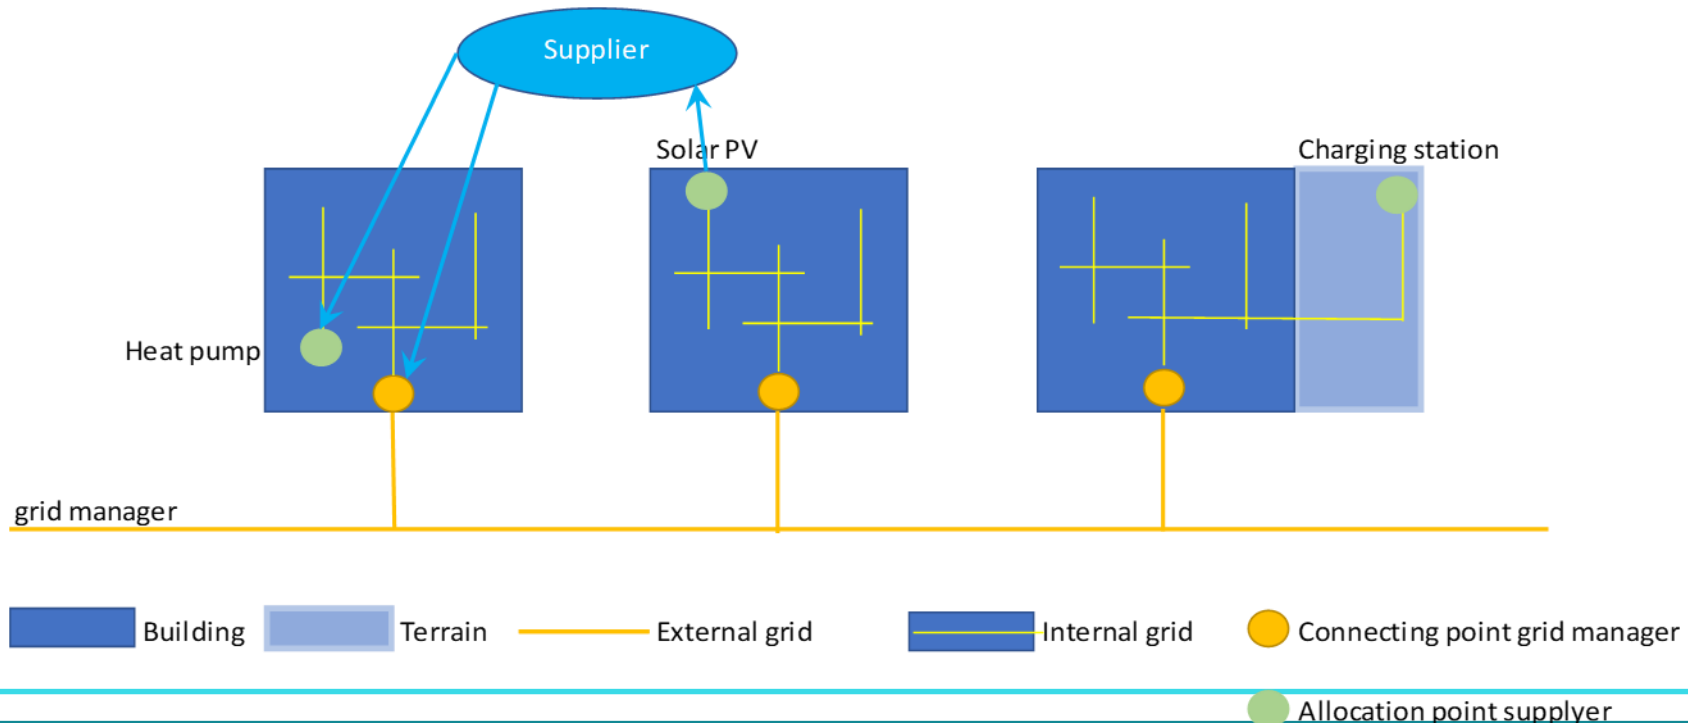 Supplier
Solar PV
Charging station
Heat pump
grid manager
Building
Terrain
External grid
Internal grid
Connecting point grid manager
Allocation point supplyer